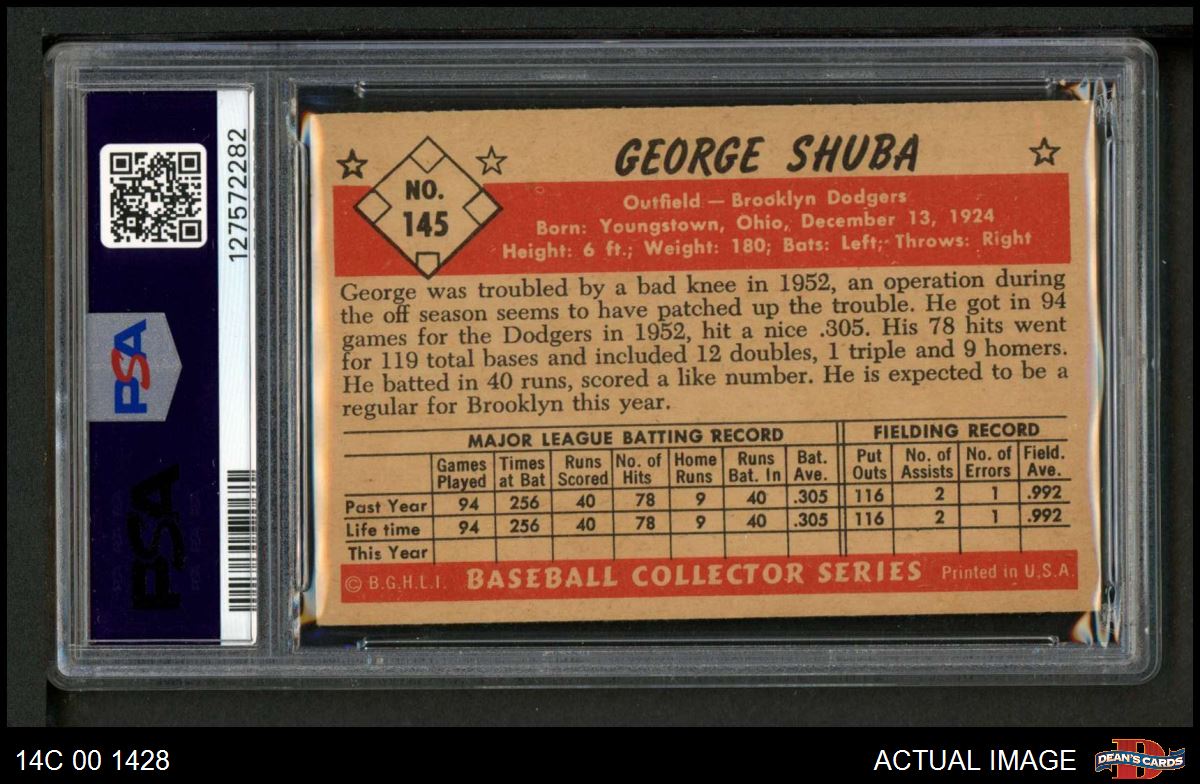 127572282
PSA
PSA
NO.
145
GEORGE SHUBA
Outfield — Brooklyn Dodgers
Born: Youngstown, Ohio, December 13, 1924
Height: 6 ft.; Weight: 180; Bats: Left; Throws: Right
George was troubled by a bad knee in 1952, an operation during
the off season seems to have patched up the trouble. He got in 94
games for the Dodgers in 1952, hit a nice .305. His 78 hits went
for 119 total bases and included 12 doubles, 1 triple and 9 homers.
He batted in 40 runs, scored a like number. He is expected to be a
regular for Brooklyn this year.
MAJOR LEAGUE BATTING RECORD FIELDING RECORD
Games Times Runs No. of Home Runs Bat. Put No. of No. of Field.
Played at Bat Scored Hits Runs Bat. In Ave. Outs Assists Errors Ave.
Past Year 94 256 40 78 9 40 .305 116 2 1 .992
Life time 94 256 40 78 9 40 .305 116 2 1 .992
This Year
© B.G.H.L.I. BASEBALL COLLECTOR SERIES Printed in U.S.A.
14C 00 1428
ACTUAL IMAGE
D
DEAN'S CARDS